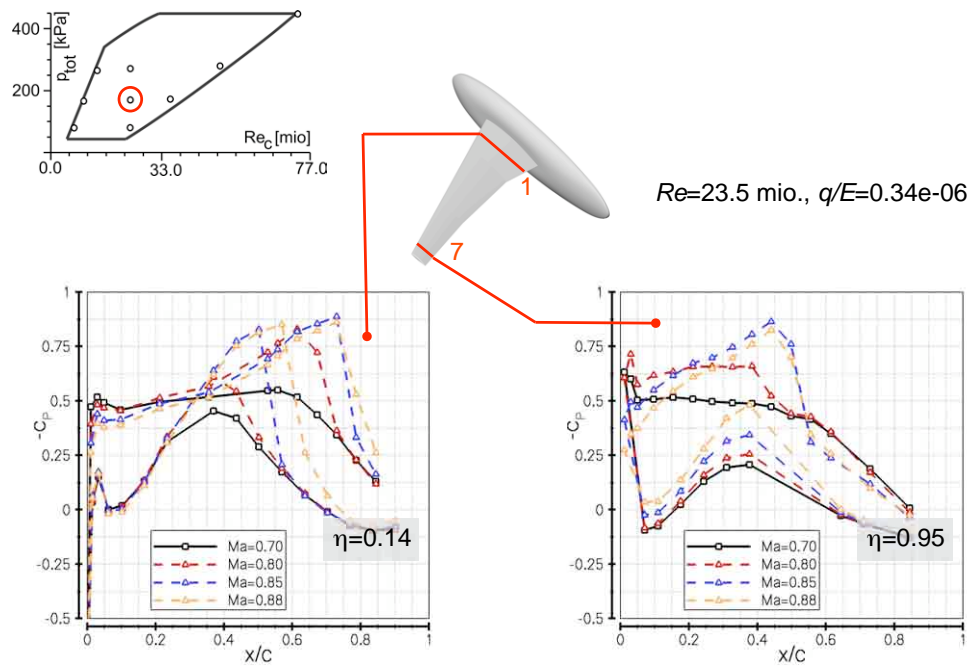 400
200
0
p_tot [kPa]
Re_c [mio]
0.0 33.0 77.0
1
7
Re=23.5 mio., q/E=0.34e-06
1
0.75
0.5
0.25
0
-0.25
-0.5
-C_P
Ma=0.70
Ma=0.80
Ma=0.85
Ma=0.88
η=0.14
0 0.2 0.4 0.6 0.8 1
X/C
1
0.75
0.5
0.25
0
-0.25
-0.5
-C_P
Ma=0.70
Ma=0.80
Ma=0.85
Ma=0.88
η=0.95
0 0.2 0.4 0.6 0.8 1
X/C